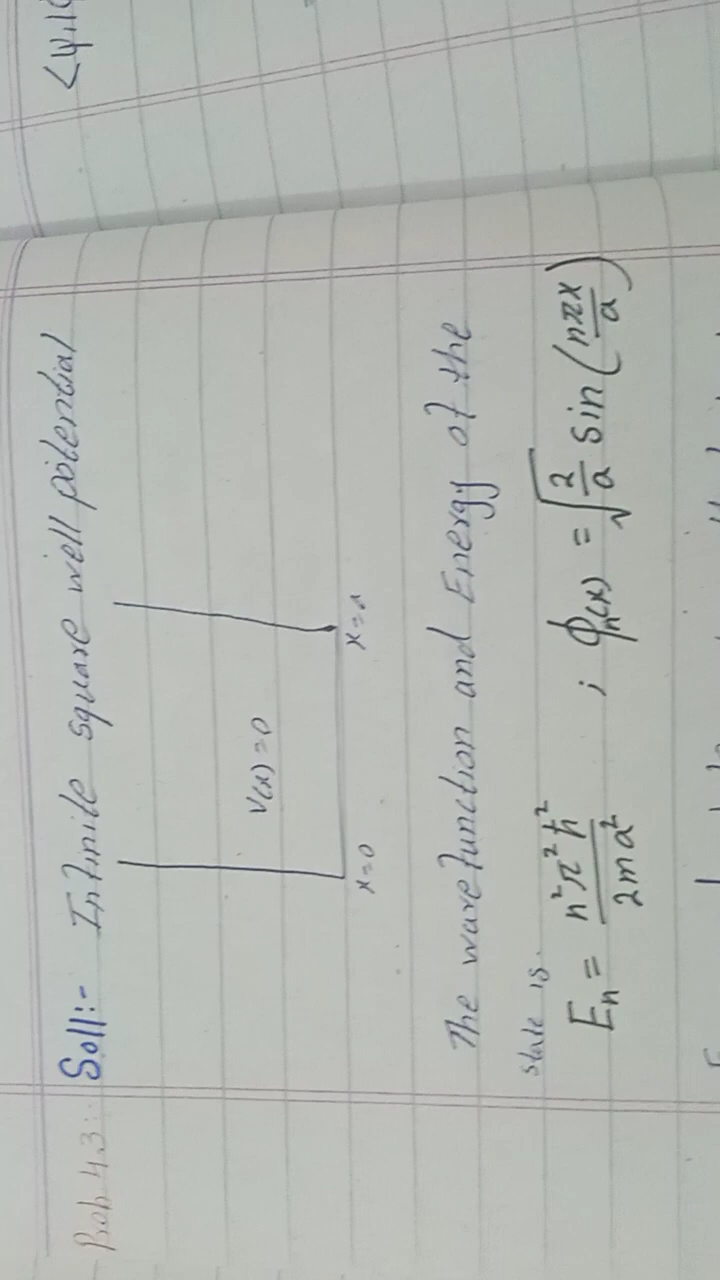 <ψ,1
Prob 4.3:- Soll:- Infinite square well potential
V(x)=0
x=0 x=a
The wavefunction and Energy of the
state is.
Eₙ = n²π²ħ² / 2ma² ; φₙ(x) = √(2/a) sin(nπx/a)